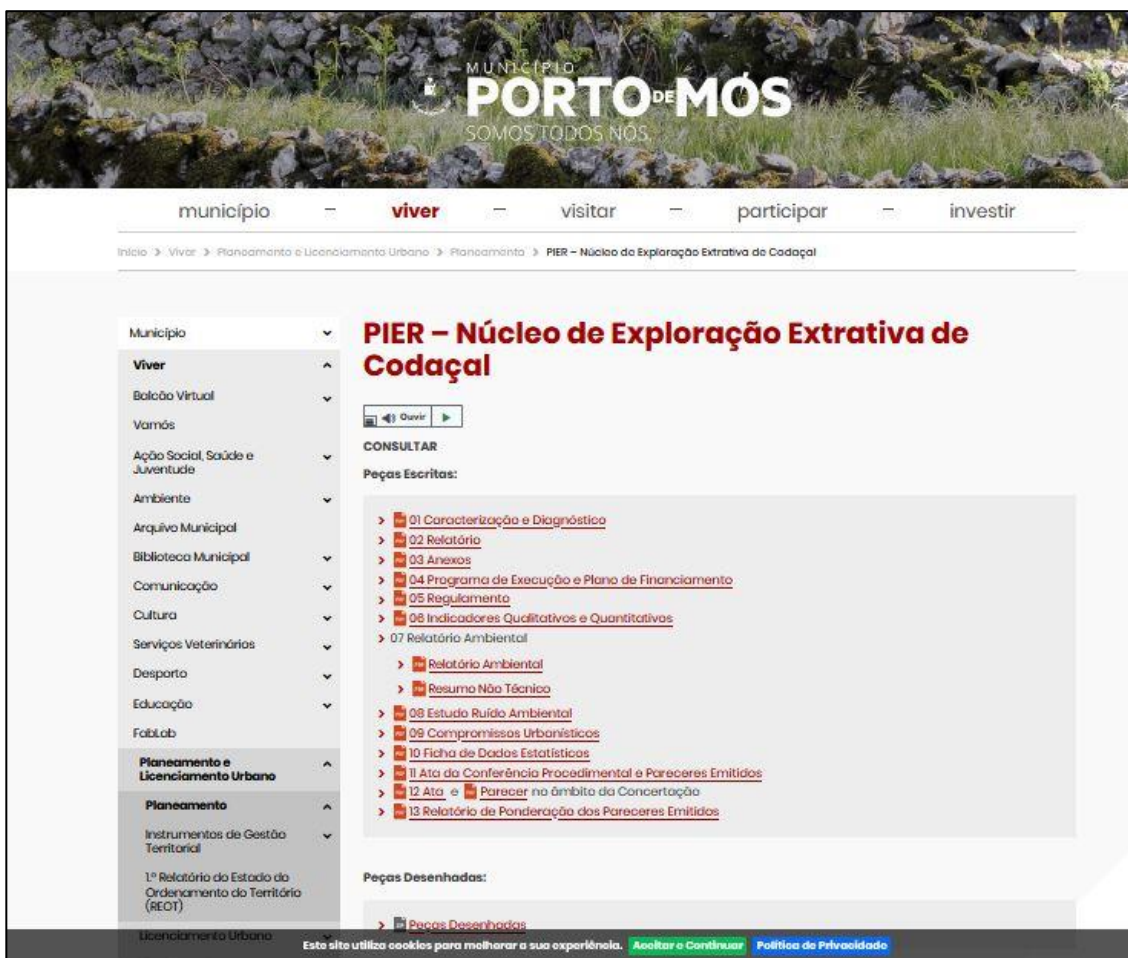 MUNICÍPIO
PORTO DE MÓS
SOMOS TODOS NÓS.
município – viver – visitar – participar – investir
Início > Viver > Planeamento e Licenciamento Urbano > Planeamento > PIER – Núcleo de Exploração Extrativa de Codaçal
Município
Viver
Balcão Virtual
Vamós
Ação Social, Saúde e
Juventude
Ambiente
Arquivo Municipal
Biblioteca Municipal
Comunicação
Cultura
Serviços Veterinários
Desporto
Educação
FabLab
Planeamento e
Licenciamento Urbano
Planeamento
Instrumentos de Gestão
Territorial
1.º Relatório do Estado do
Ordenamento do Território
(REOT)
Licenciamento Urbano
PIER – Núcleo de Exploração Extrativa de
Codaçal
Ouvir
CONSULTAR
Peças Escritas:
> 01 Caracterização e Diagnóstico
> 02 Relatório
> 03 Anexos
> 04 Programa de Execução e Plano de Financiamento
> 05 Regulamento
> 06 Indicadores Qualitativos e Quantitativos
> 07 Relatório Ambiental
> Relatório Ambiental
> Resumo Não Técnico
> 08 Estudo Ruído Ambiental
> 09 Compromissos Urbanísticos
> 10 Ficha de Dados Estatísticos
> 11 Ata da Conferência Procedimental e Pareceres Emitidos
> 12 Ata e Parecer no âmbito da Concertação
> 13 Relatório de Ponderação dos Pareceres Emitidos
Peças Desenhadas:
> Peças Desenhadas
Este site utiliza cookies para melhorar a sua experiência. Aceitar e Continuar Política de Privacidade